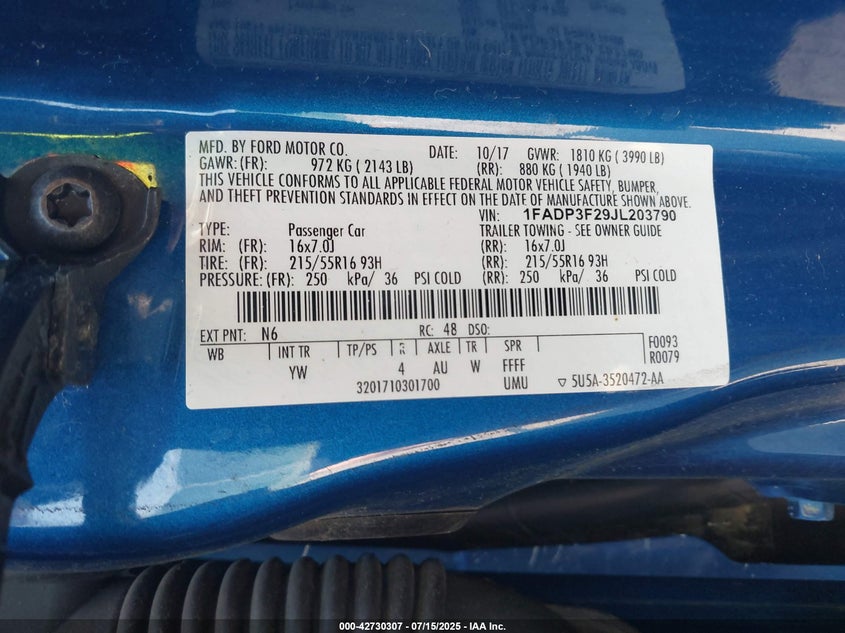 MFD. BY FORD MOTOR CO. DATE: 10/17 GVWR: 1810 KG ( 3990 LB)
GAWR:(FR): 972 KG ( 2143 LB) (RR): 880 KG ( 1940 LB)
THIS VEHICLE CONFORMS TO ALL APPLICABLE FEDERAL MOTOR VEHICLE SAFETY, BUMPER,
AND THEFT PREVENTION STANDARDS IN EFFECT ON THE DATE OF MANUFACTURE SHOWN ABOVE.
VIN: 1FADP3F29JL203790
TYPE: Passenger Car TRAILER TOWING - SEE OWNER GUIDE
RIM: (FR): 16x7.0J (RR): 16x7.0J
TIRE: (FR): 215/55R16 93H (RR): 215/55R16 93H
PRESSURE:(FR): 250 kPa/ 36 PSI COLD (RR): 250 kPa/ 36 PSI COLD
EXT PNT: N6 RC: 48 DSO: F0093
WB INT TR TP/PS R AXLE TR SPR R0079
YW 4 AU W FFFF
3201710301700 UMU ▽ 5U5A-3520472-AA
000-42730307 - 07/15/2025 - IAA Inc.